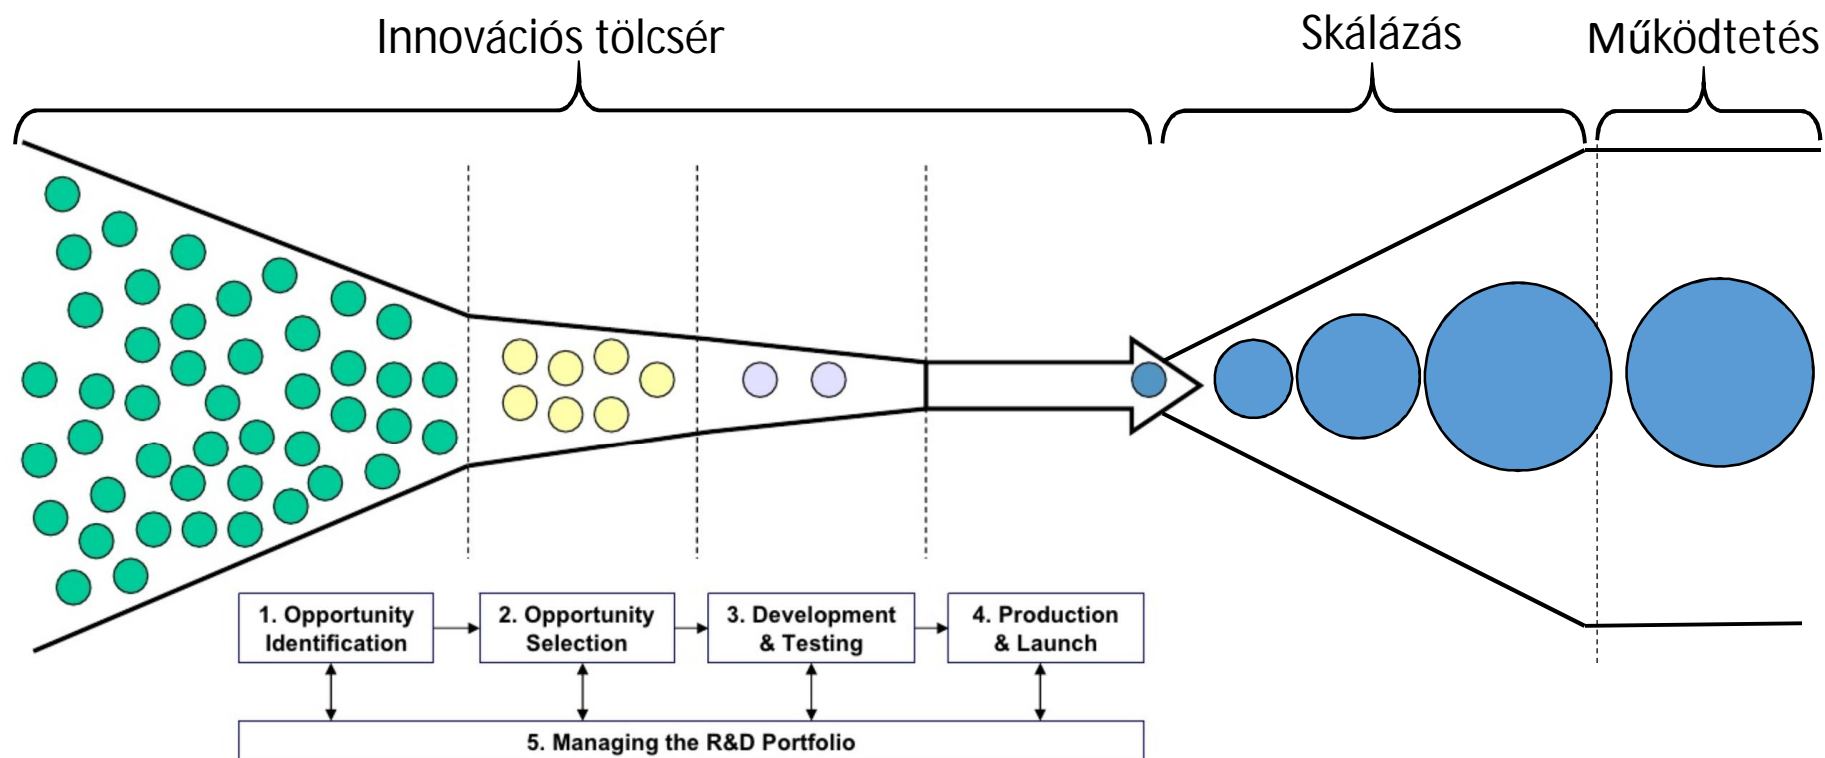 Innovációs tölcsér
Skálázás
Működtetés
1. Opportunity
Identification
2. Opportunity
Selection
3. Development
& Testing
4. Production
& Launch
5. Managing the R&D Portfolio